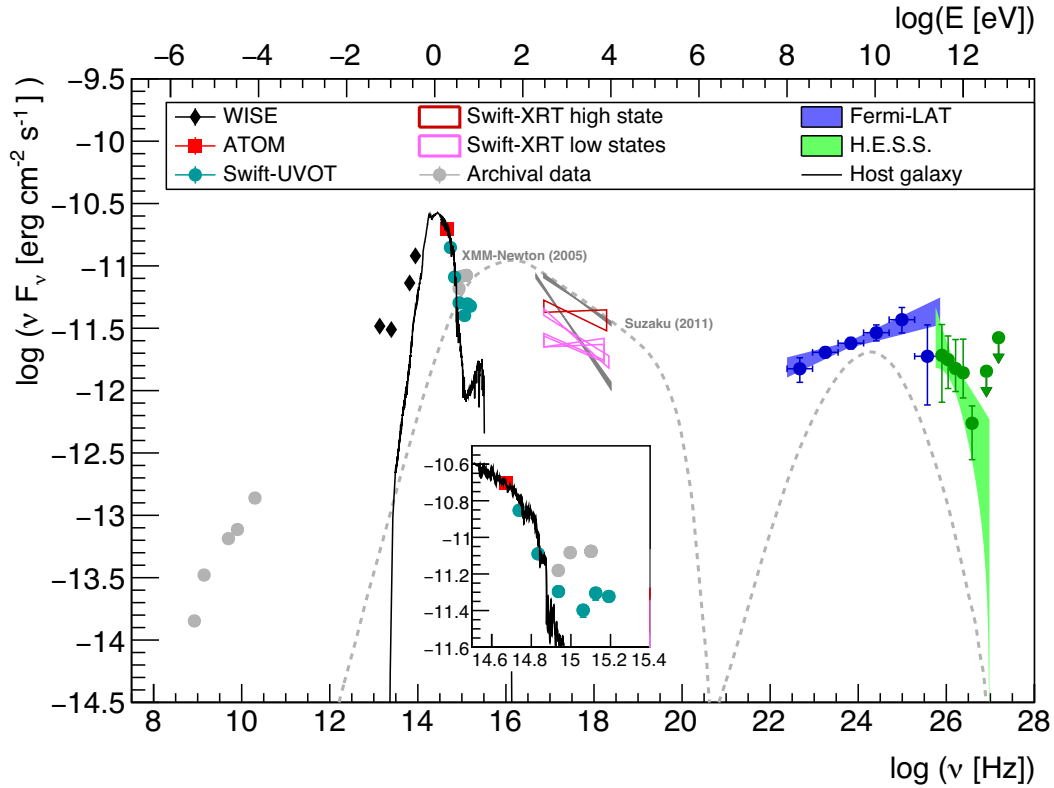 log(E [eV])
−6 −4 −2 0 2 4 6 8 10 12
log (ν Fν [erg cm-2 s-1] )
−9.5
−10
−10.5
−11
−11.5
−12
−12.5
−13
−13.5
−14
−14.5
WISE
ATOM
Swift-UVOT
Swift-XRT high state
Swift-XRT low states
Archival data
Fermi-LAT
H.E.S.S.
Host galaxy
XMM-Newton (2005)
Suzaku (2011)
−10.6
−10.8
−11
−11.2
−11.4
−11.6
14.6 14.8 15 15.2 15.4
8 10 12 14 16 18 20 22 24 26 28
log (ν [Hz])